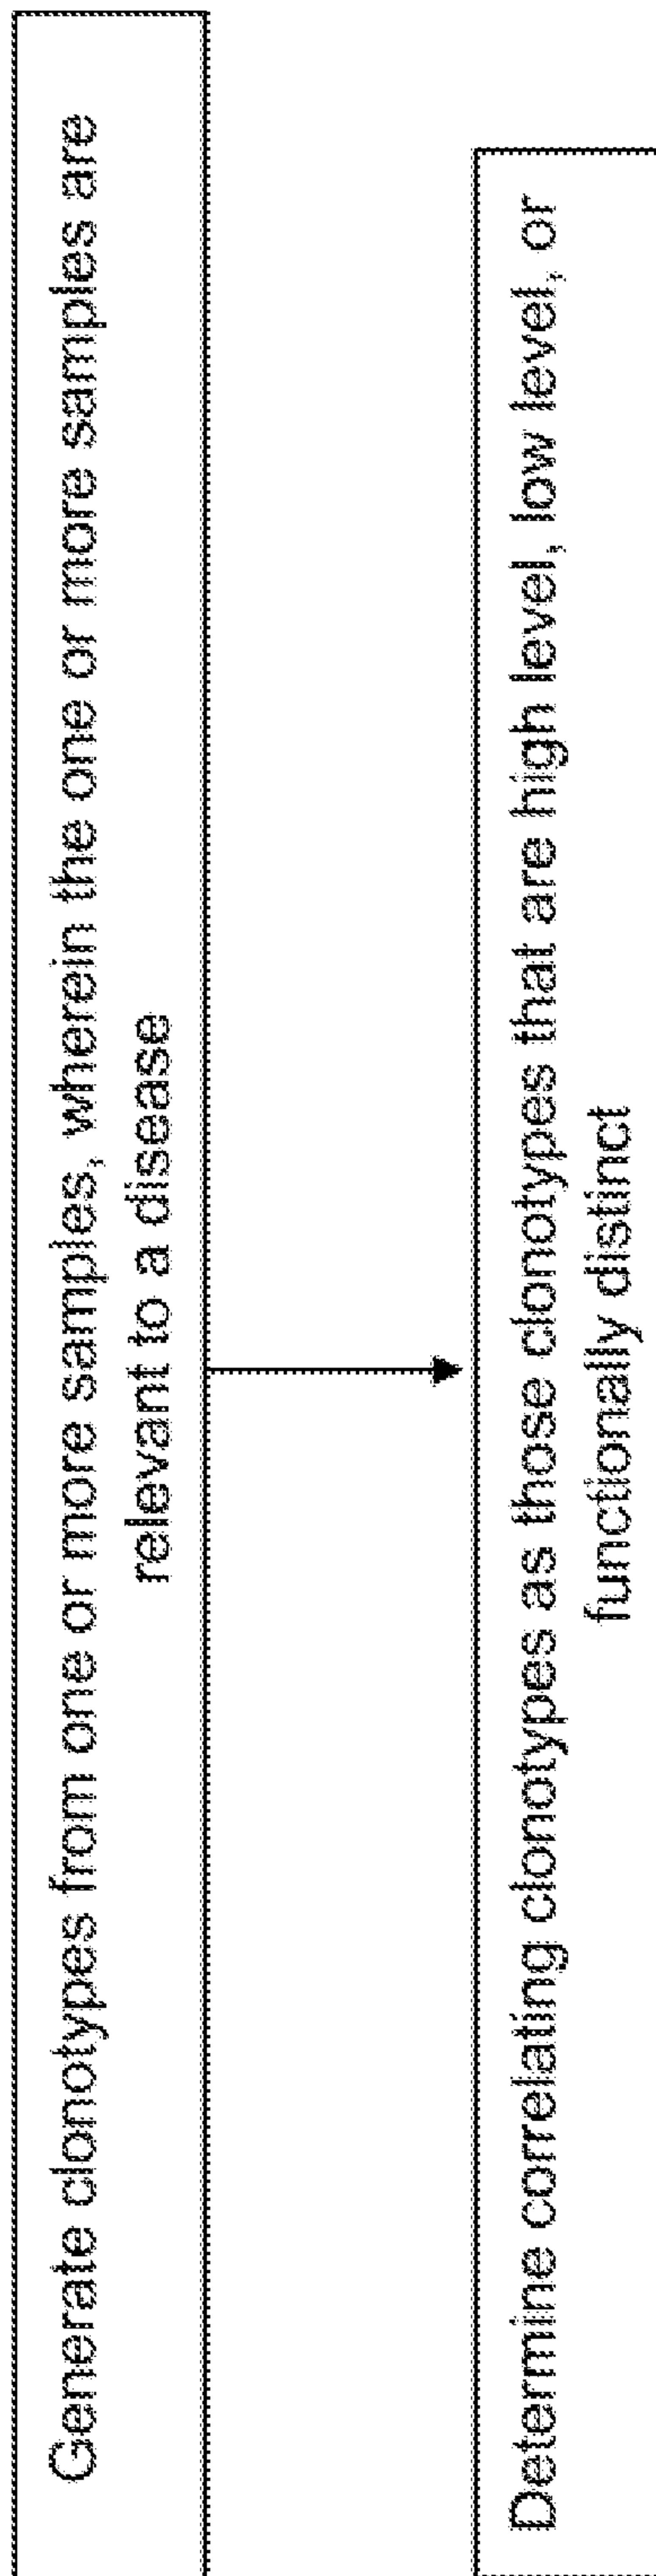 Generate clonotypes from one or more samples, wherein the one or more samples are
relevant to a disease
Determine correlating clonotypes as those clonotypes that are high level, low level, or
functionally distinct